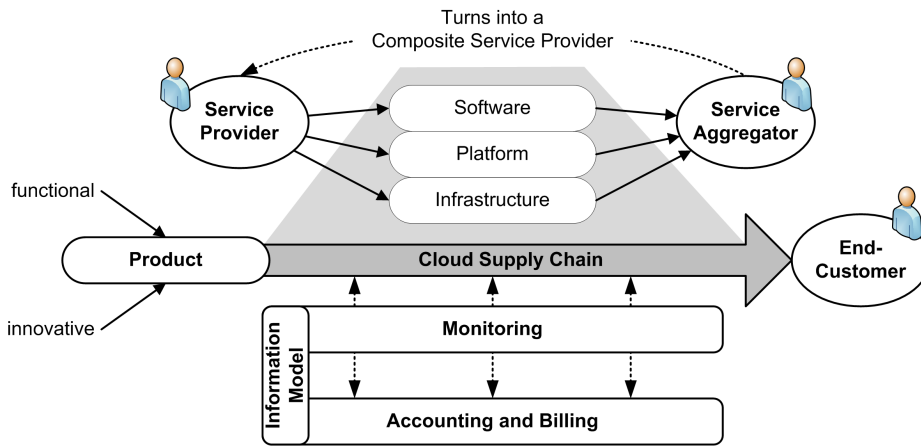 Turns into a
Composite Service Provider
Service
Provider
Software
Platform
Infrastructure
Service
Aggregator
functional
Product
innovative
Cloud Supply Chain
End-
Customer
Information
Model
Monitoring
Accounting and Billing